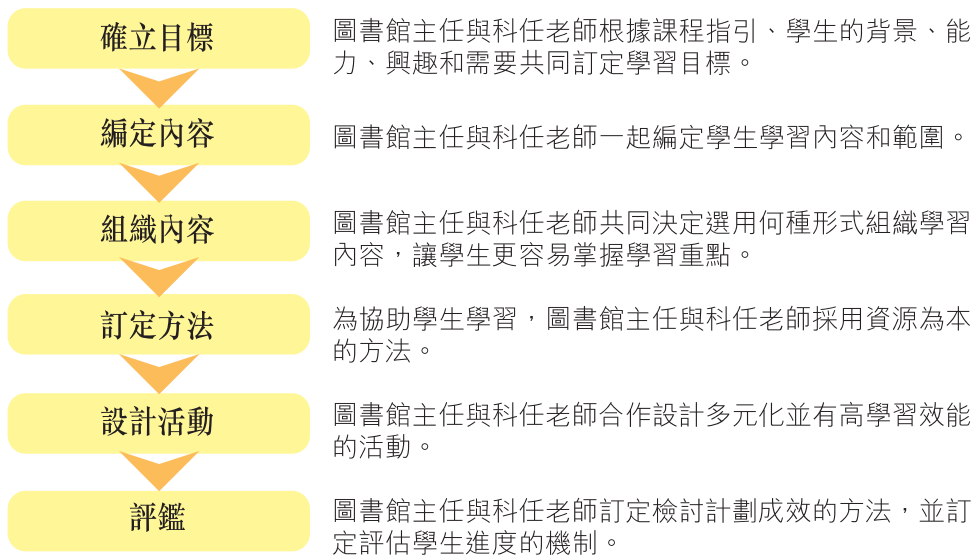 確立目標
圖書館主任與科任老師根據課程指引、學生的背景、能
力、興趣和需要共同訂定學習目標。
編定內容
圖書館主任與科任老師一起編定學生學習內容和範圍。
組織內容
圖書館主任與科任老師共同決定選用何種形式組織學習
內容，讓學生更容易掌握學習重點。
訂定方法
為協助學生學習，圖書館主任與科任老師採用資源為本
的方法。
設計活動
圖書館主任與科任老師合作設計多元化並有高學習效能
的活動。
評鑑
圖書館主任與科任老師訂定檢討計劃成效的方法，並訂
定評估學生進度的機制。